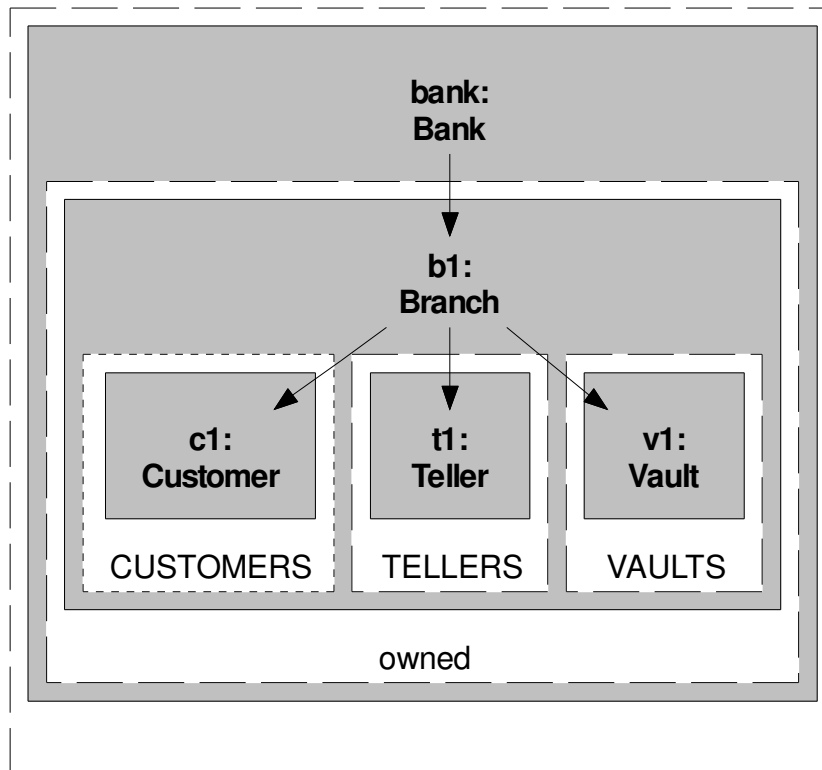 bank:
Bank
b1:
Branch
c1:
Customer
t1:
Teller
v1:
Vault
CUSTOMERS
TELLERS
VAULTS
owned